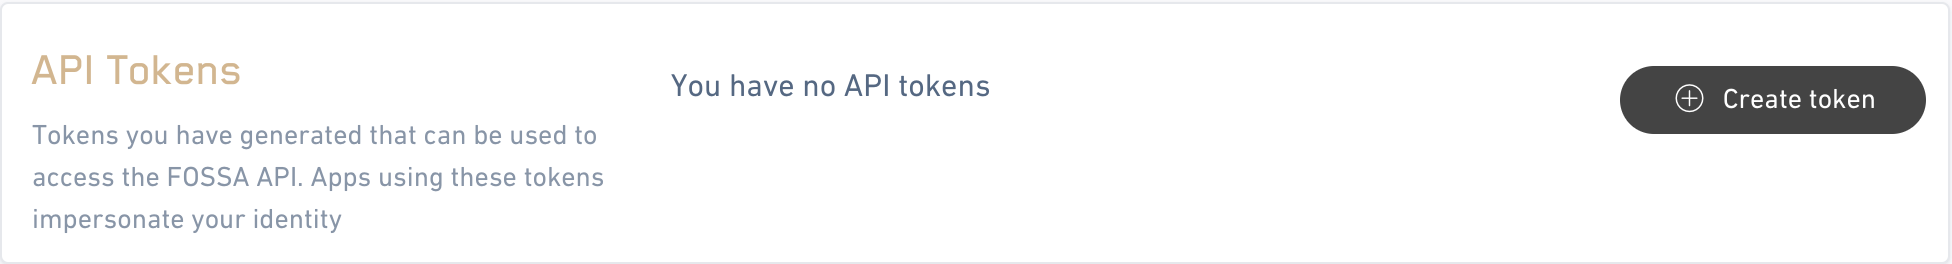 API Tokens
Tokens you have generated that can be used to
access the FOSSA API. Apps using these tokens
impersonate your identity
You have no API tokens
Create token